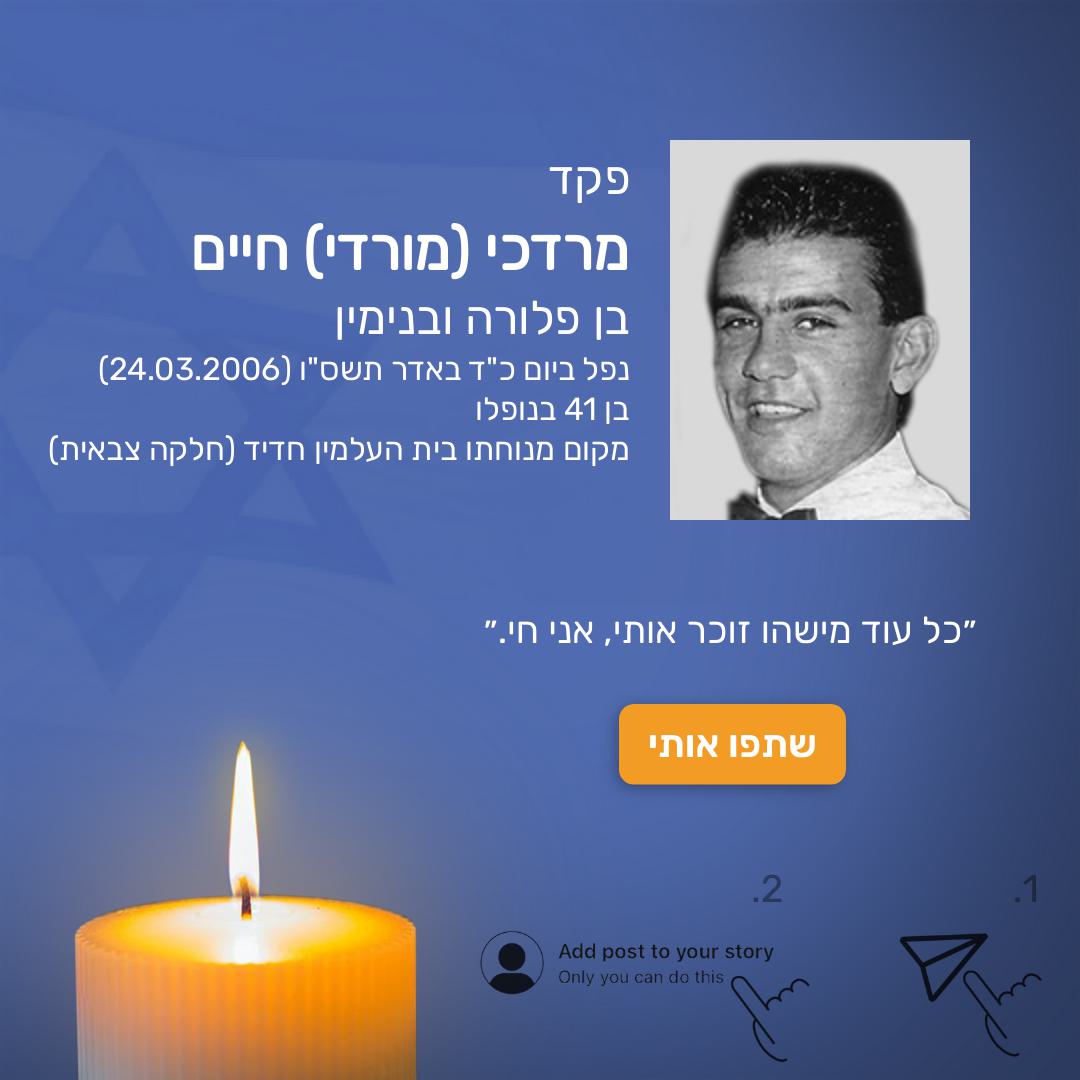 פקד
מרדכי (מורדי) חיים
בן פלורה ובנימין
נפל ביום כ"ד באדר תשס"ו (24.03.2006)
בן 41 בנופלו
מקום מנוחתו בית העלמין חדיד (חלקה צבאית)
״כל עוד מישהו זוכר אותי, אני חי.״
שתפו אותי
1.
2.
Add post to your story
Only you can do this